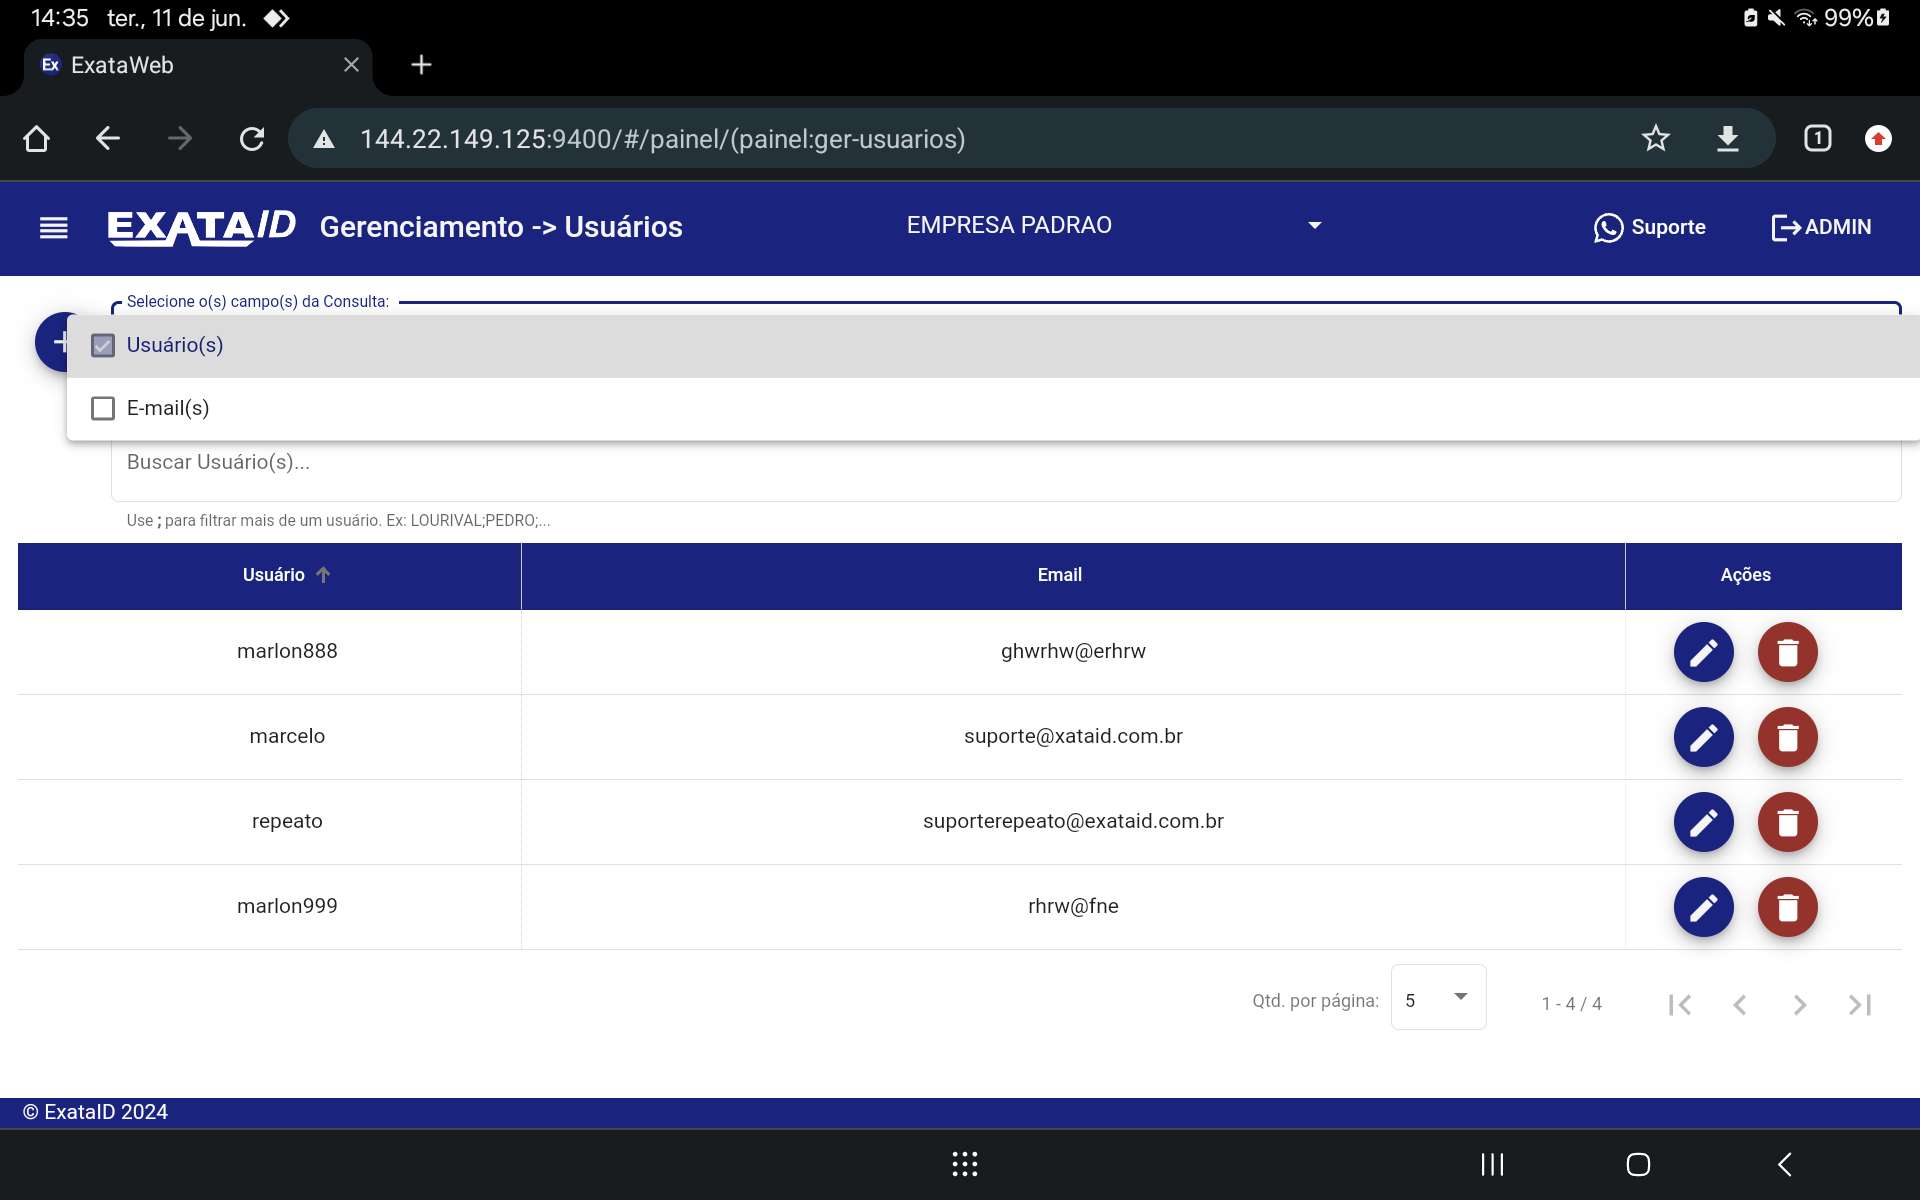 14:35 ter., 11 de jun.
99%
Ex ExataWeb
144.22.149.125:9400/#/painel/(painel:ger-usuarios)
1
EXATAID Gerenciamento -> Usuários
EMPRESA PADRAO
Suporte
ADMIN
Selecione o(s) campo(s) da Consulta:
Usuário(s)
E-mail(s)
Buscar Usuário(s)...
Use ; para filtrar mais de um usuário. Ex: LOURIVAL;PEDRO;...
Usuário Email Ações
marlon888 ghwrhw@erhrw
marcelo suporte@xataid.com.br
repeato suporterepeato@exataid.com.br
marlon999 rhrw@fne
Qtd. por página: 5 1 - 4 / 4
© ExataID 2024